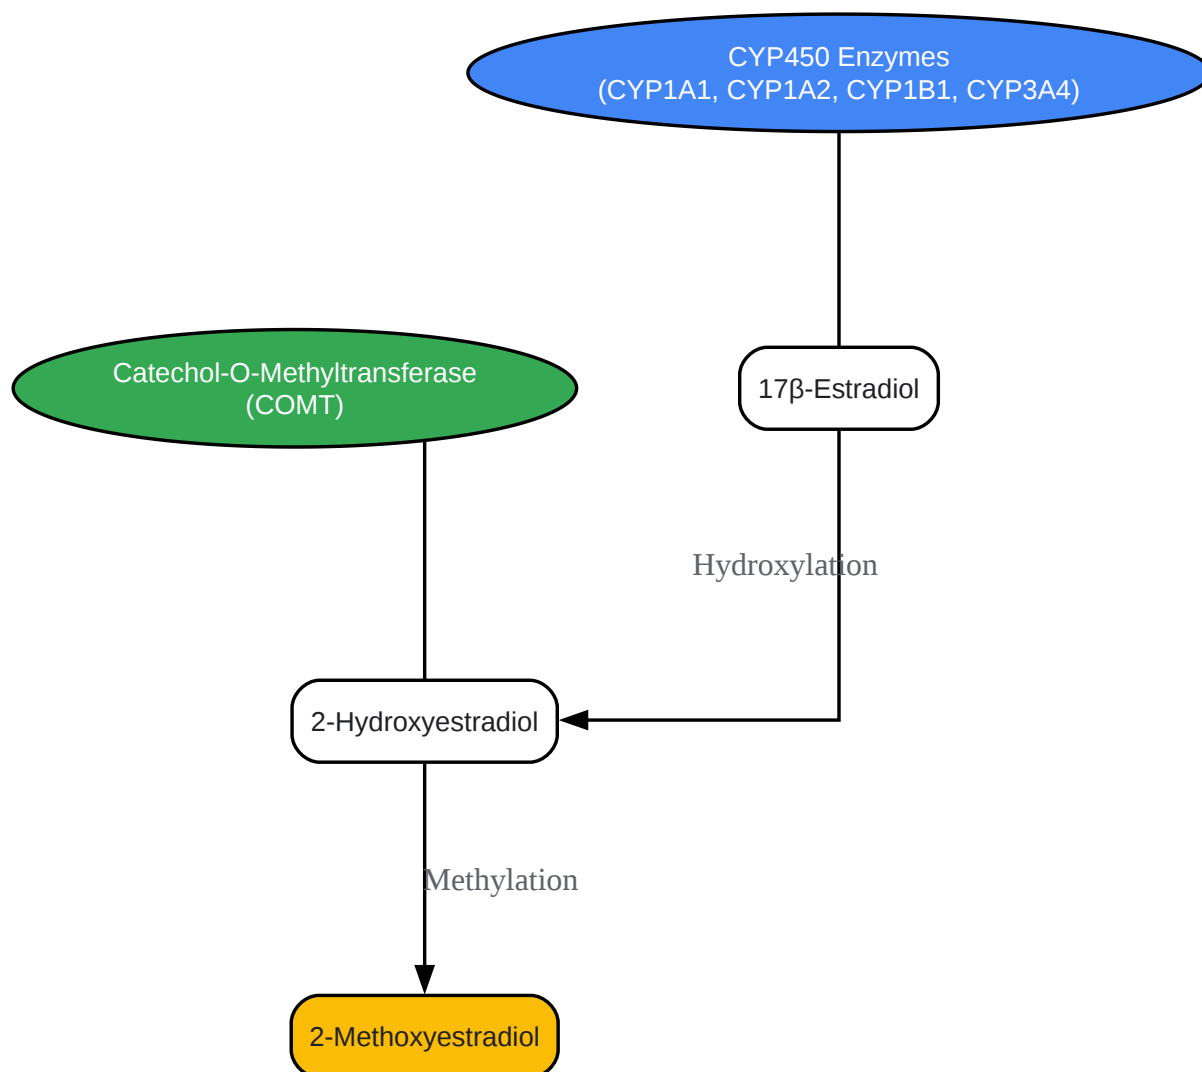 CYP450 Enzymes
(CYP1A1, CYP1A2, CYP1B1, CYP3A4)
Catechol-O-Methyltransferase
(COMT)
17β-Estradiol
Hydroxylation
2-Hydroxyestradiol
Methylation
2-Methoxyestradiol